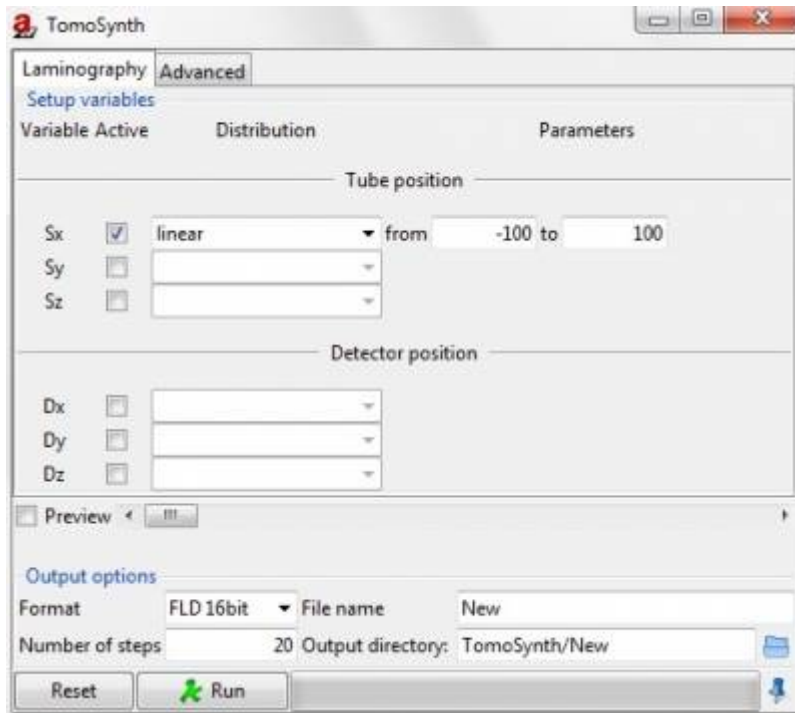 TomoSynth
Laminography Advanced
Setup variables
Variable Active Distribution Parameters
Tube position
Sx linear from -100 to 100
Sy
Sz
Detector position
Dx
Dy
Dz
Preview
Output options
Format FLD 16bit File name New
Number of steps 20 Output directory: TomoSynth/New
Reset Run